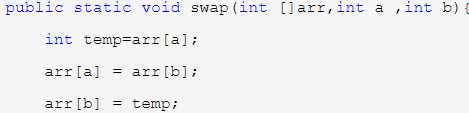 public static void swap(int []arr,int a ,int b){
int temp=arr[a];
arr[a] = arr[b];
arr[b] = temp;